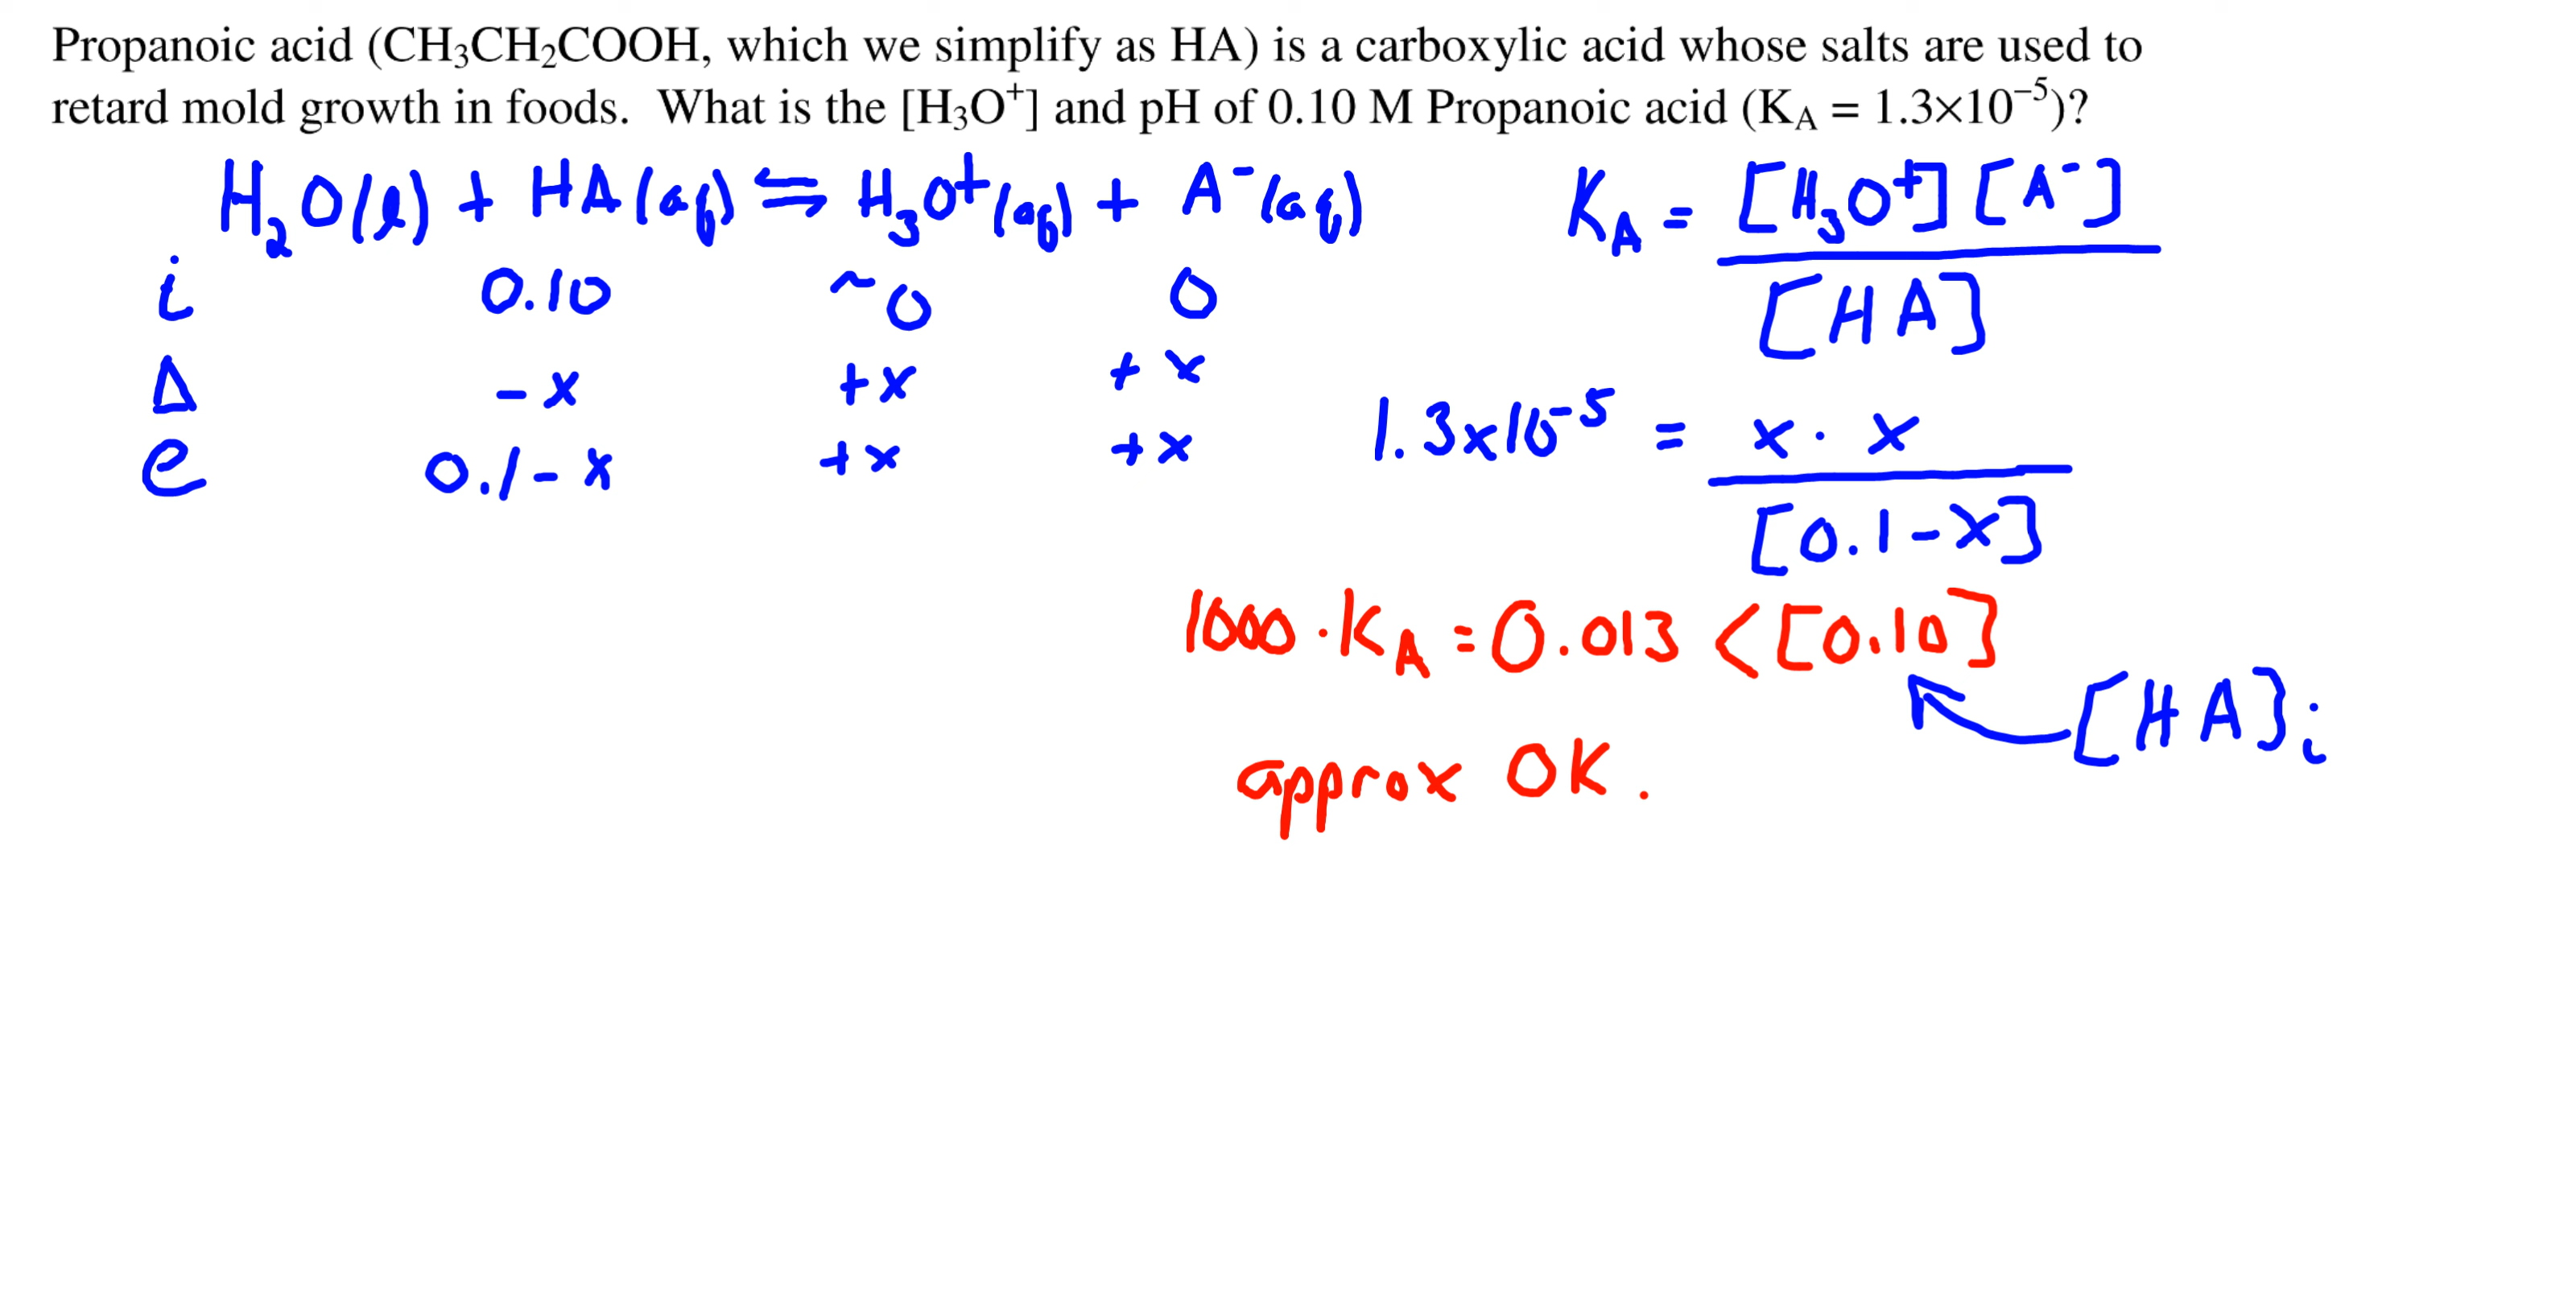 Propanoic acid (CH₃CH₂COOH, which we simplify as HA) is a carboxylic acid whose salts are used to
retard mold growth in foods.  What is the [H₃O⁺] and pH of 0.10 M Propanoic acid (K_A = 1.3×10⁻⁵)?
H₂O(l) + HA(aq) ⇌ H₃O⁺(aq) + A⁻(aq)
K_A = [H₃O⁺][A⁻] / [HA]
i 0.10 ~0 0
Δ -x +x +x
e 0.1-x +x +x
1.3x10⁻⁵ = x · x / [0.1-x]
1000 · K_A = 0.013 < [0.10]
[HA]ᵢ
approx OK.